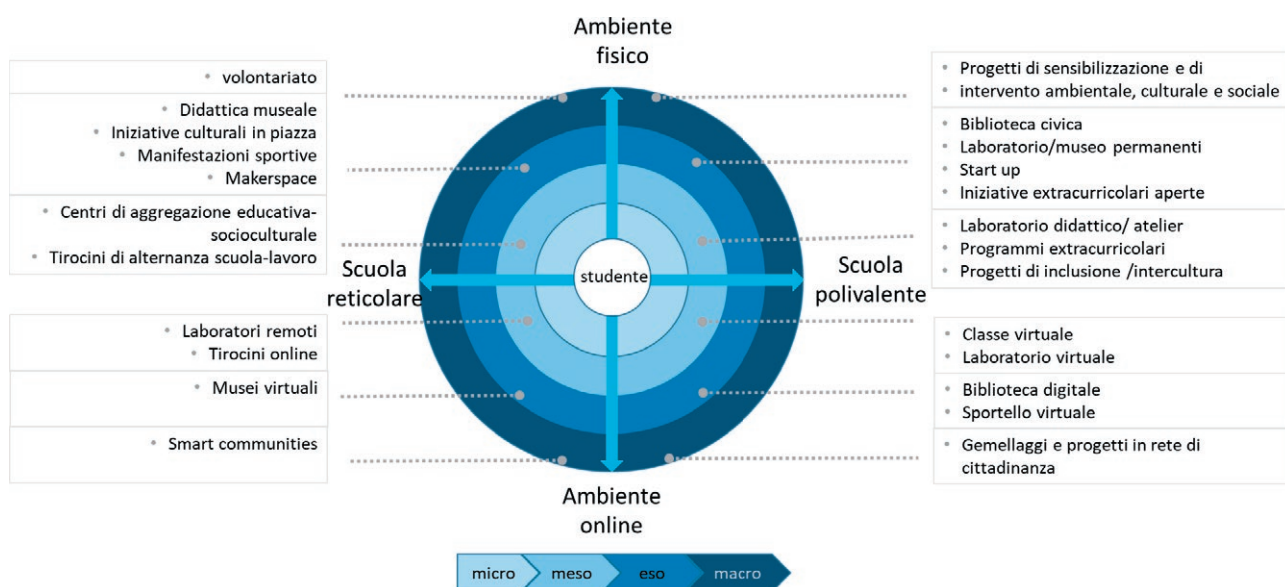 Ambiente
fisico
• volontariato
• Didattica museale
• Iniziative culturali in piazza
• Manifestazioni sportive
• Makerspace
• Centri di aggregazione educativa-
socioculturale
• Tirocini di alternanza scuola-lavoro
• Progetti di sensibilizzazione e di
• intervento ambientale, culturale e sociale
• Biblioteca civica
• Laboratorio/museo permanenti
• Start up
• Iniziative extracurricolari aperte
• Laboratorio didattico/ atelier
• Programmi extracurricolari
• Progetti di inclusione /intercultura
Scuola
reticolare
studente
Scuola
polivalente
• Laboratori remoti
• Tirocini online
• Musei virtuali
• Smart communities
• Classe virtuale
• Laboratorio virtuale
• Biblioteca digitale
• Sportello virtuale
• Gemellaggi e progetti in rete di
cittadinanza
Ambiente
online
micro meso eso macro